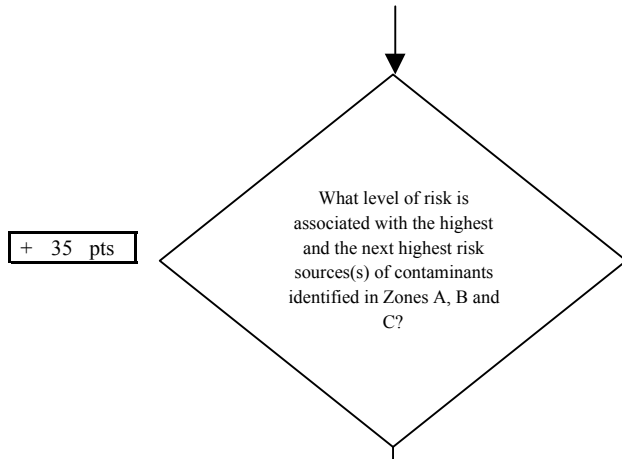 What level of risk is
associated with the highest
and the next highest risk
sources(s) of contaminants
identified in Zones A, B and
C?
+ 35 pts